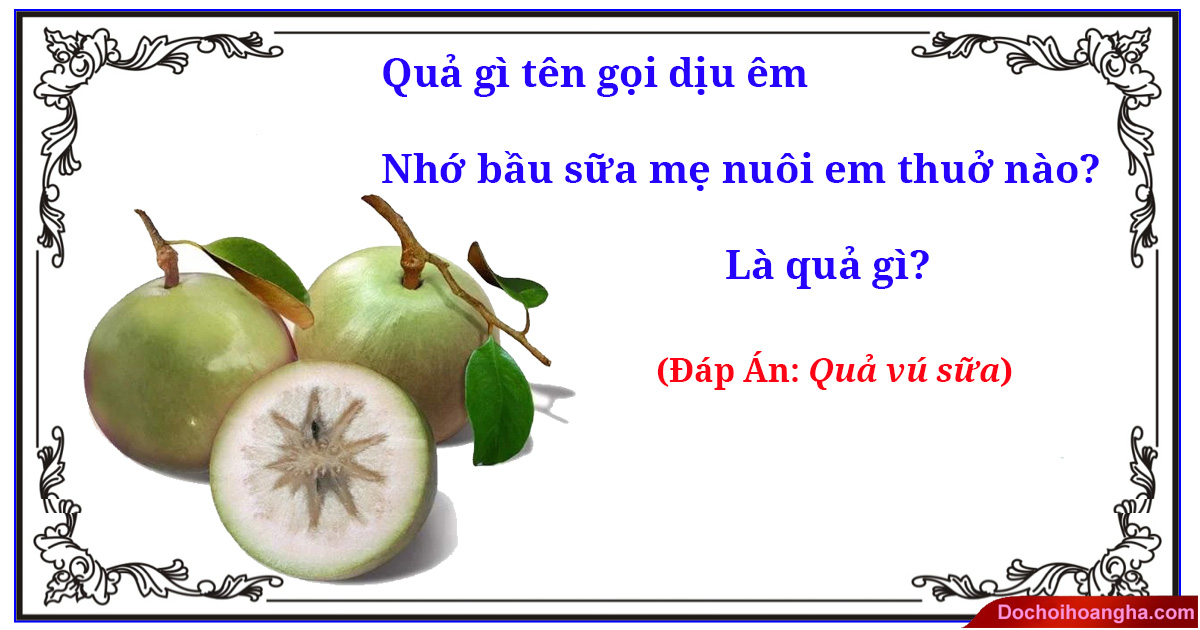 Quả gì tên gọi dịu êm
Nhớ bầu sữa mẹ nuôi em thuở nào?
Là quả gì?
(Đáp Án: Quả vú sữa)
Dochoihoangha.com